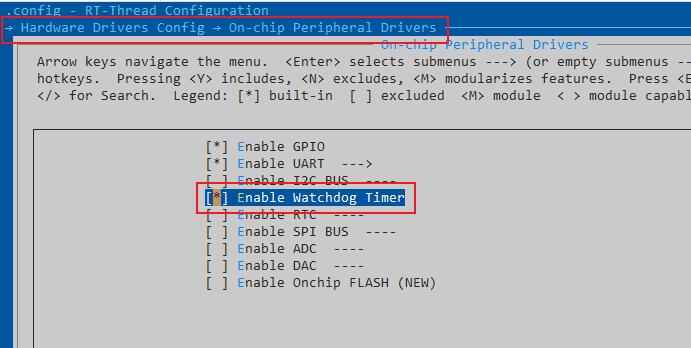 .config - RT-Thread Configuration
→ Hardware Drivers Config → On-chip Peripheral Drivers
On-chip Peripheral Drivers
Arrow keys navigate the menu.  <Enter> selects submenus ---> (or empty submenus --
hotkeys.  Pressing <Y> includes, <N> excludes, <M> modularizes features.  Press <E
</> for Search.  Legend: [*] built-in  [ ] excluded  <M> module  < > module capabl
[*] Enable GPIO
[*] Enable UART  --->
[ ] Enable I2C BUS  ----
[*] Enable Watchdog Timer
[ ] Enable RTC  ----
[ ] Enable SPI BUS  ----
[ ] Enable ADC  ----
[ ] Enable DAC  ----
[ ] Enable Onchip FLASH (NEW)